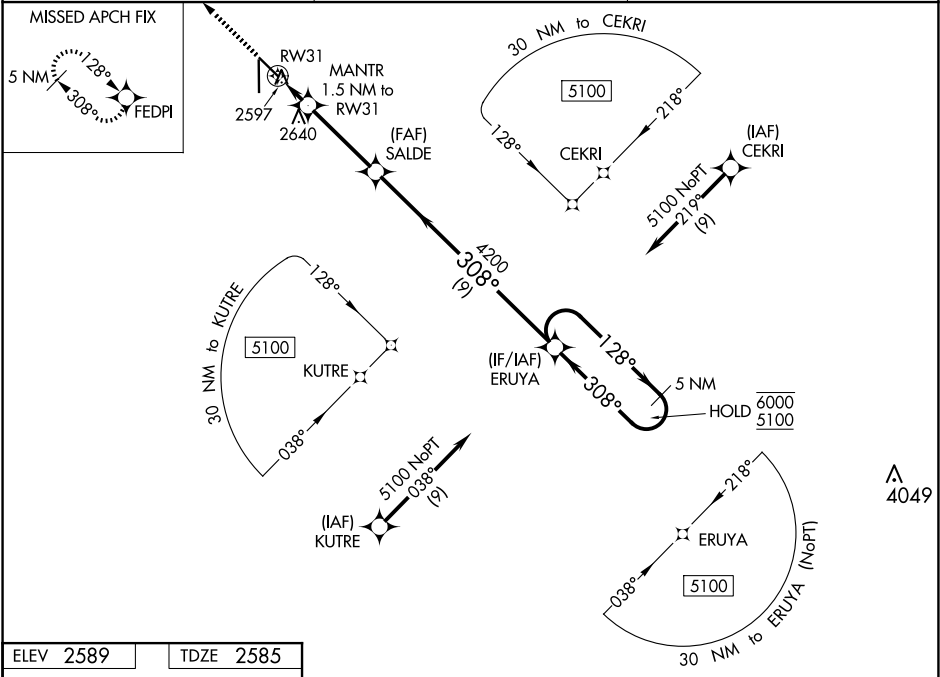 MISSED APCH FIX
5 NM
128°
308°
FEDPI
RW31
2597
MANTR
1.5 NM to
RW31
2640
(FAF)
SALDE
30 NM to CEKRI
5100
128°
218°
CEKRI
(IAF)
CEKRI
5100 NoPT
219°
(9)
4200
308°
(9)
30 NM to KUTRE
128°
5100
KUTRE
038°
(IF/IAF)
ERUYA
128°
308°
5 NM
HOLD
6000
5100
5100 NoPT
038°
(9)
(IAF)
KUTRE
4049
218°
ERUYA
038°
5100
30 NM to ERUYA (NoPT)
ELEV 2589
TDZE 2585